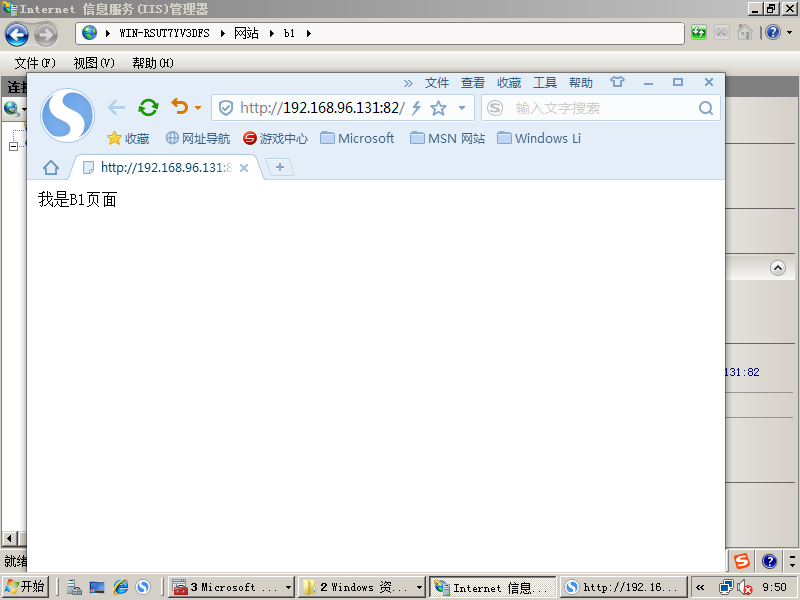 Internet 信息服务(IIS)管理器
WIN-RSUT7YV3DFS 网站 b1
文件(F) 视图(V) 帮助(H)
» 文件 查看 收藏 工具 帮助
http://192.168.96.131:82/ 输入文字搜索
收藏 网址导航 游戏中心 Microsoft MSN 网站 Windows Li
http://192.168.96.131:8
我是B1页面
131:82
就绪
开始 3 Microsoft ... 2 Windows 资... Internet 信息... http://192.16... « 9:50